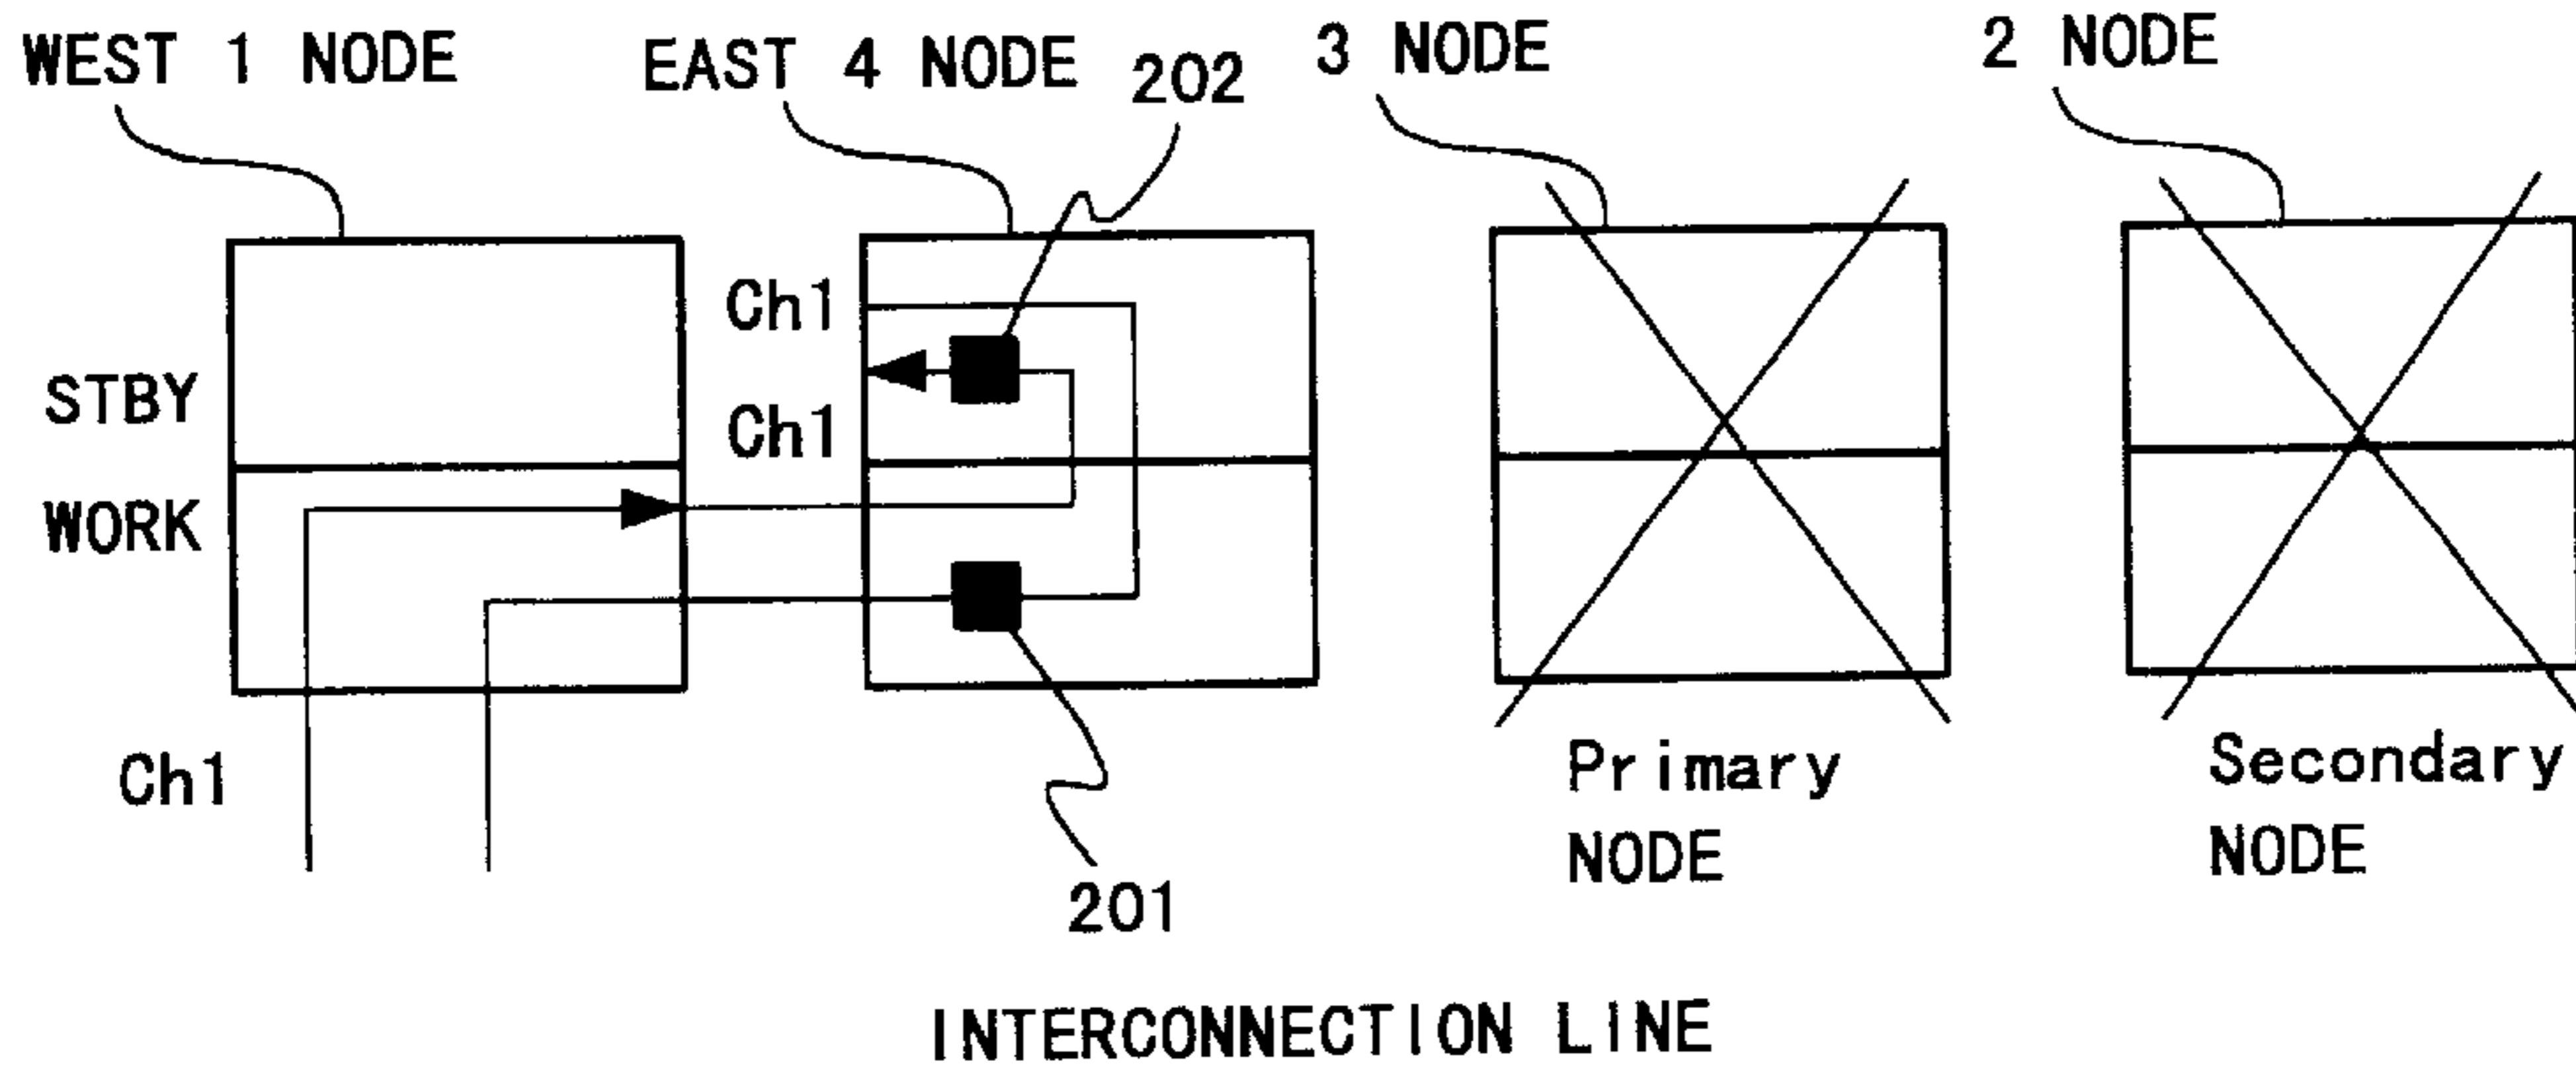 WEST 1 NODE
EAST 4 NODE
202
3 NODE
2 NODE
Ch1
STBY
Ch1
WORK
Ch1
Primary
NODE
Secondary
NODE
201
INTERCONNECTION LINE